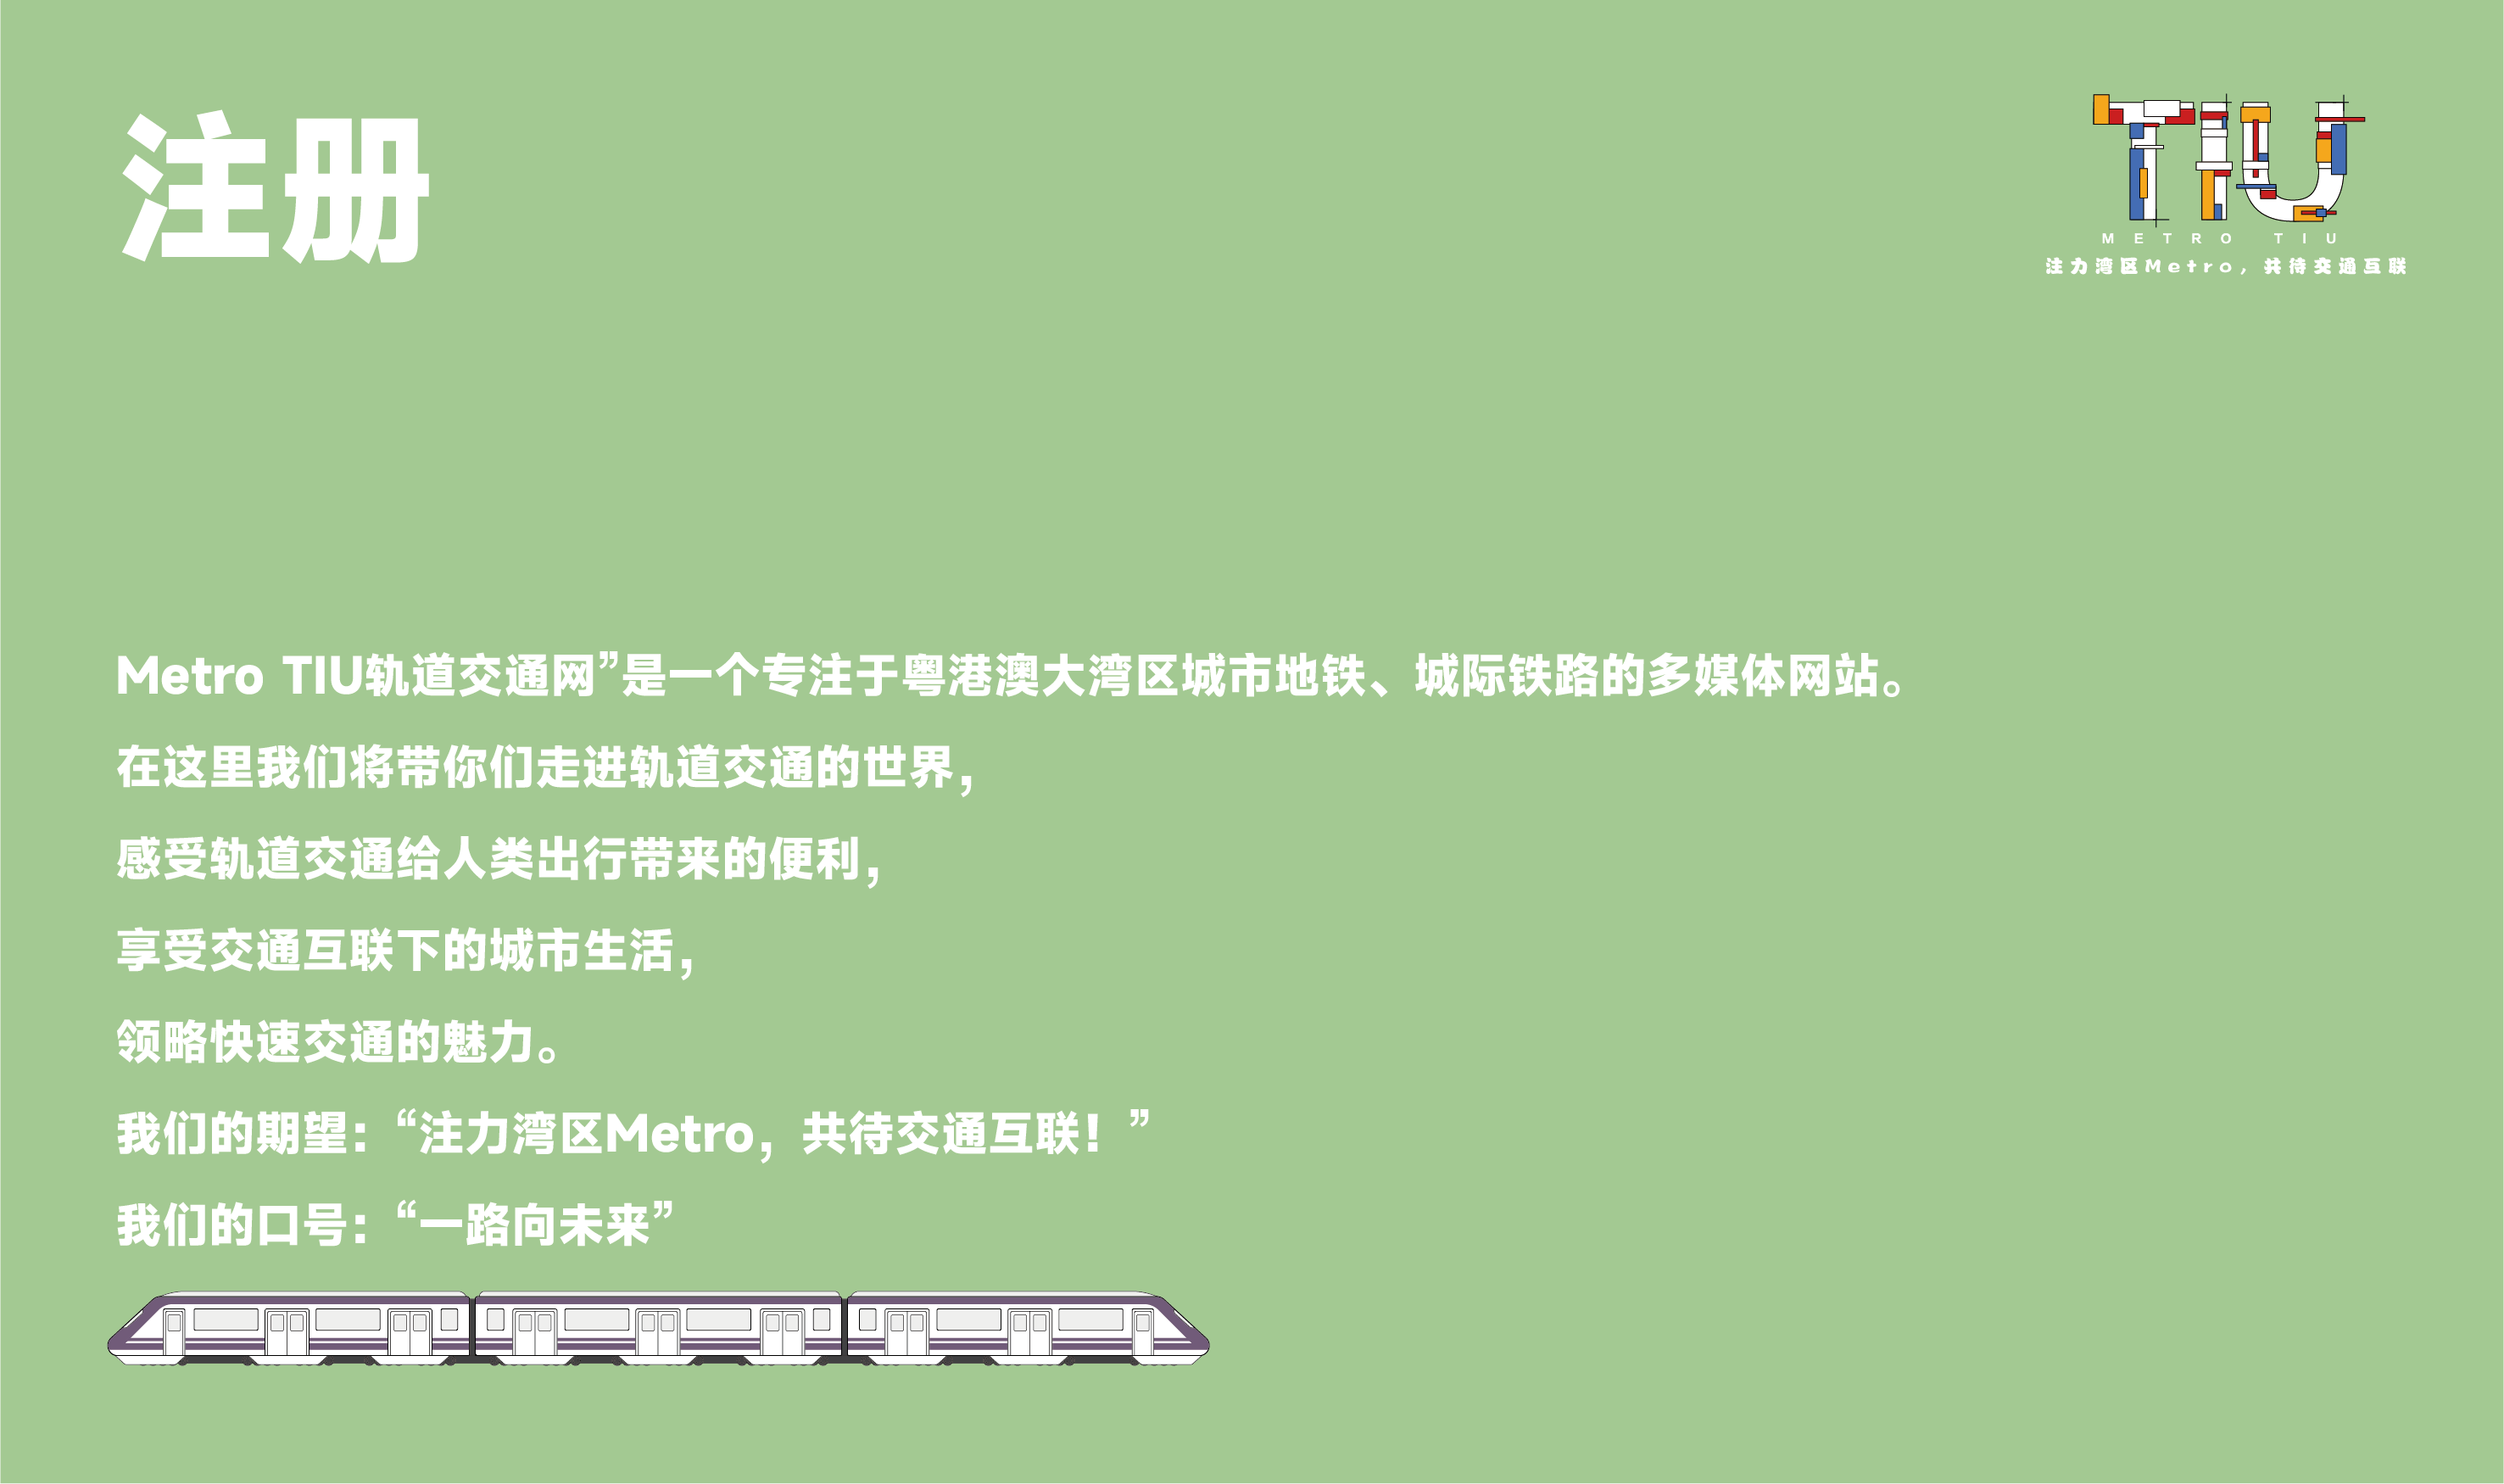 注册
TIU
METRO TIU
注力湾区Metro，共待交通互联
Metro TIU轨道交通网”是一个专注于粤港澳大湾区城市地铁、城际铁路的多媒体网站。
在这里我们将带你们走进轨道交通的世界，
感受轨道交通给人类出行带来的便利，
享受交通互联下的城市生活，
领略快速交通的魅力。
我们的期望：“注力湾区Metro，共待交通互联！”
我们的口号：“一路向未来”